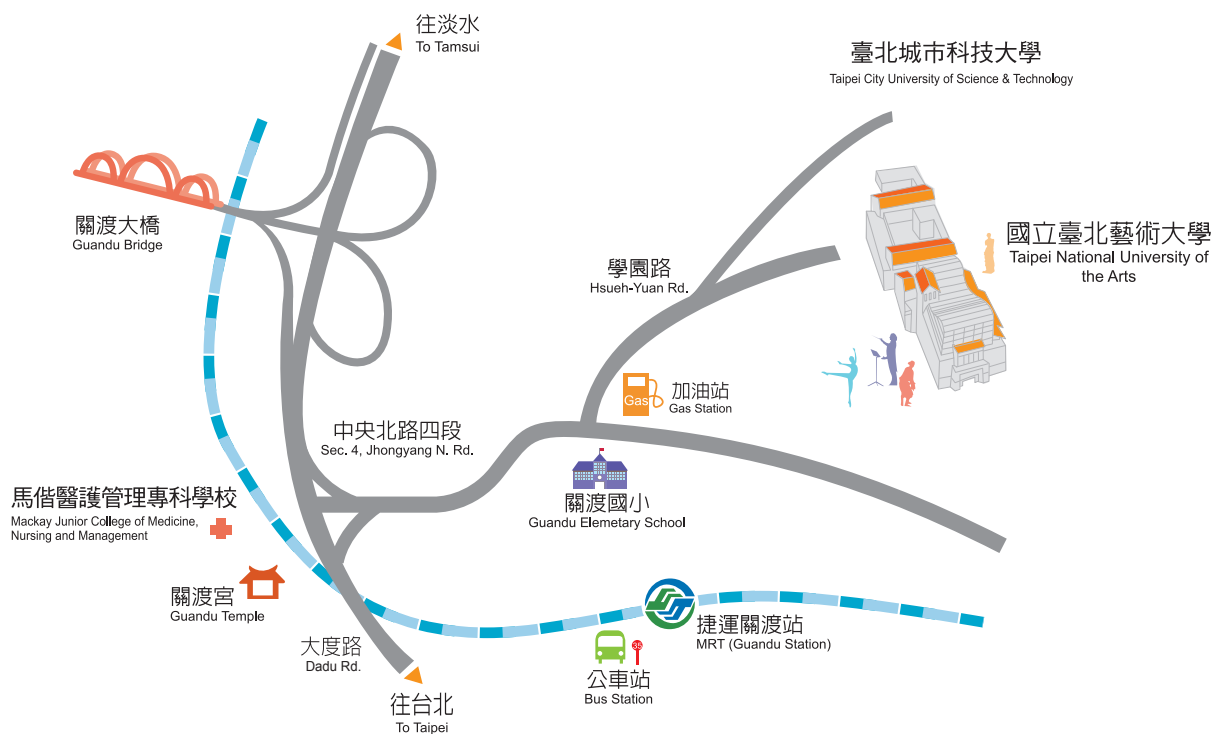 往淡水
To Tamsui
臺北城市科技大學
Taipei City University of Science & Technology
關渡大橋
Guandu Bridge
國立臺北藝術大學
Taipei National University of
the Arts
學園路
Hsueh-Yuan Rd.
Gas
加油站
Gas Station
中央北路四段
Sec. 4, Jhongyang N. Rd.
馬偕醫護管理專科學校
Mackay Junior College of Medicine,
Nursing and Management
關渡國小
Guandu Elemetary School
關渡宮
Guandu Temple
捷運關渡站
MRT (Guandu Station)
大度路
Dadu Rd.
35
公車站
Bus Station
往台北
To Taipei